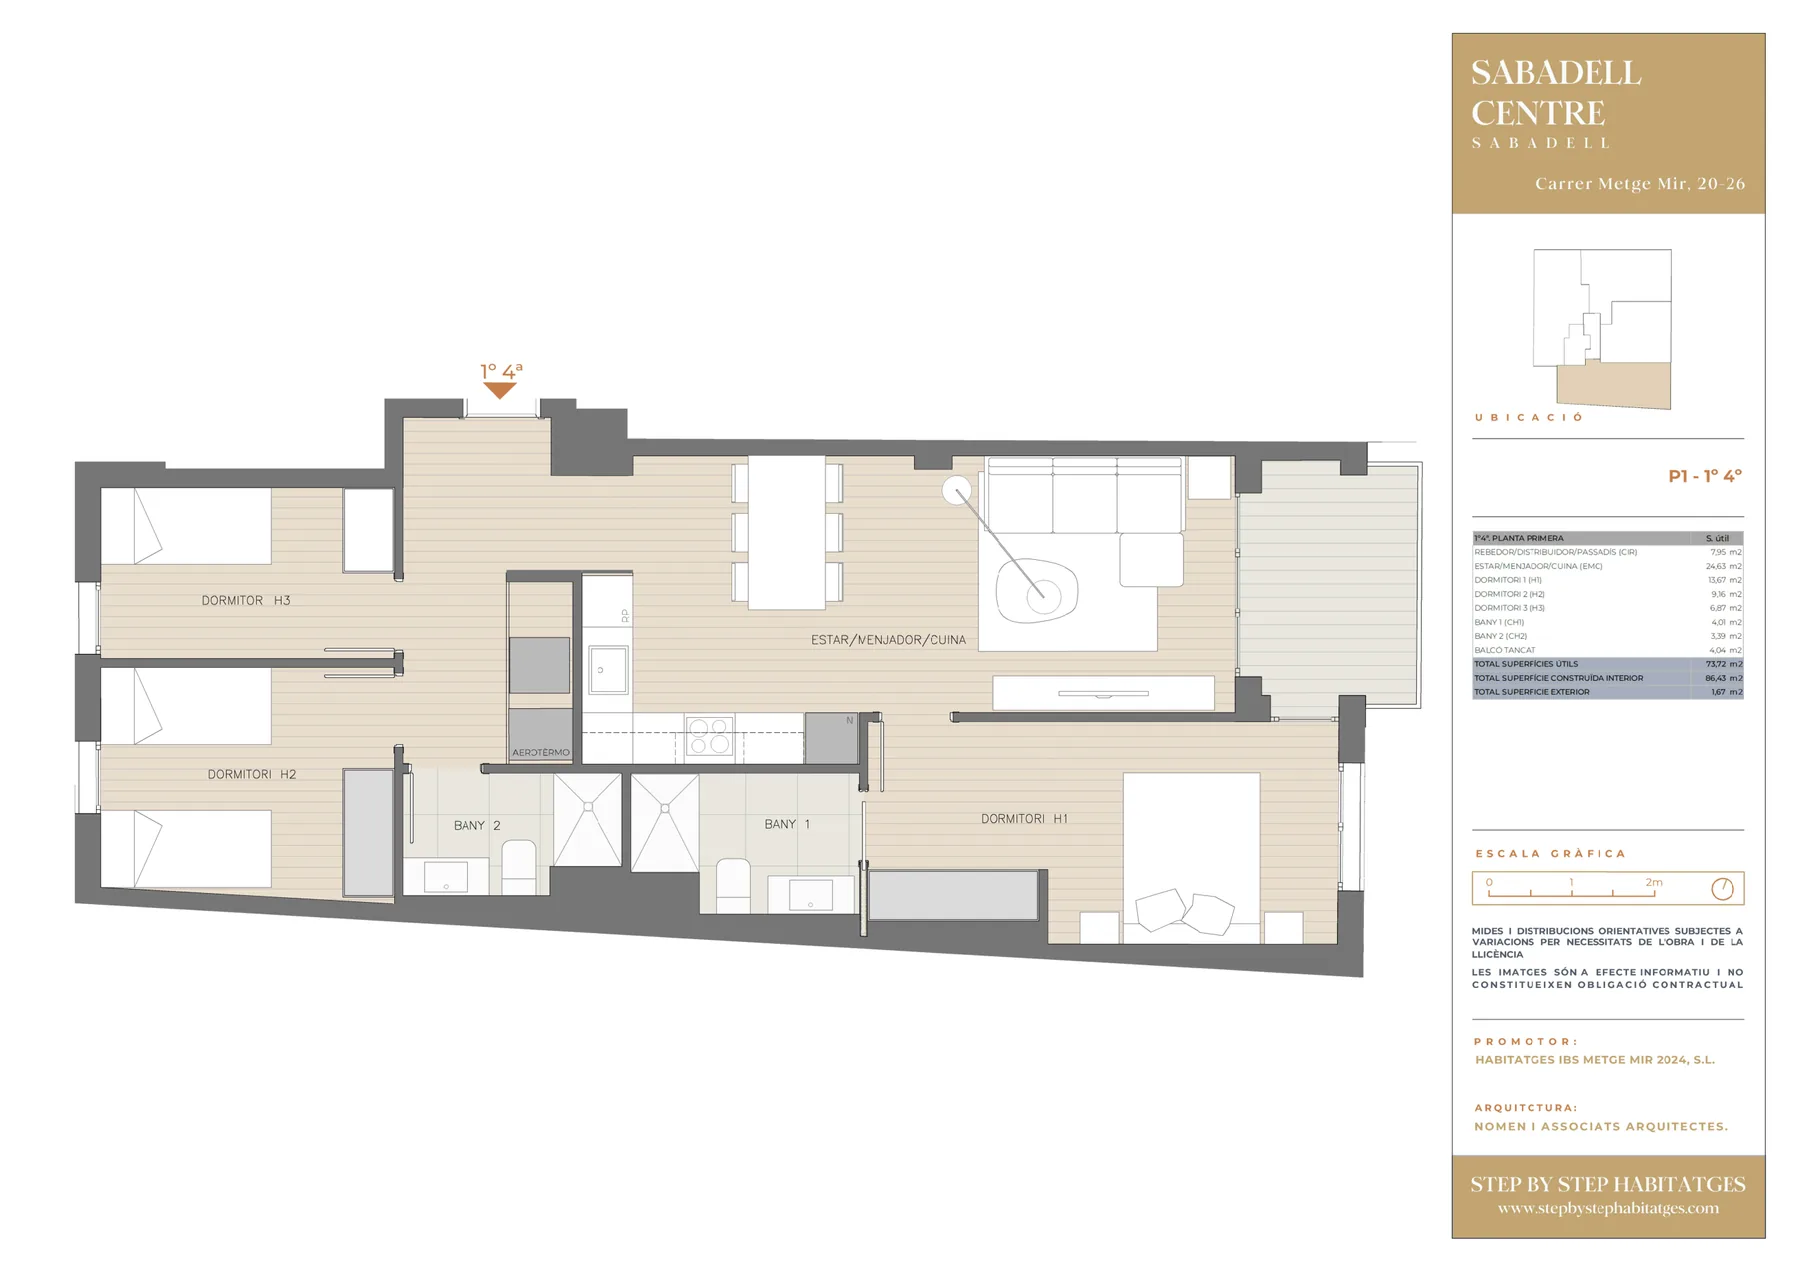 1º 4ª
DORMITOR H3
ESTAR/MENJADOR/CUINA
RP
N
AEROTÈRMO
DORMITORI H2
BANY 2
BANY 1
DORMITORI H1
SABADELL
CENTRE
SABADELL
Carrer Metge Mir, 20-26
UBICACIÓ
P1 - 1º 4º
1º4ª. PLANTA PRIMERA S. útil
REBEDOR/DISTRIBUIDOR/PASSADÍS (CIR) 7,95 m2
ESTAR/MENJADOR/CUINA (EMC) 24,63 m2
DORMITORI 1 (H1) 13,67 m2
DORMITORI 2 (H2) 9,16 m2
DORMITORI 3 (H3) 6,87 m2
BANY 1 (CH1) 4,01 m2
BANY 2 (CH2) 3,39 m2
BALCO TANCAT 4,04 m2
TOTAL SUPERFÍCIES ÚTILS 73,72 m2
TOTAL SUPERFÍCIE CONSTRUÏDA INTERIOR 86,43 m2
TOTAL SUPERFICIE EXTERIOR 1,67 m2
ESCALA GRÀFICA
0 1 2m
MIDES I DISTRIBUCIONS ORIENTATIVES SUBJECTES A
VARIACIONS PER NECESSITATS DE L'OBRA I DE LA
LLICÈNCIA
LES IMATGES SÓN A EFECTE INFORMATIU I NO
CONSTITUEIXEN OBLIGACIÓ CONTRACTUAL
PROMOTOR:
HABITATGES IBS METGE MIR 2024, S.L.
ARQUITCTURA:
NOMEN I ASSOCIATS ARQUITECTES.
STEP BY STEP HABITATGES
www.stepbystephabitatges.com